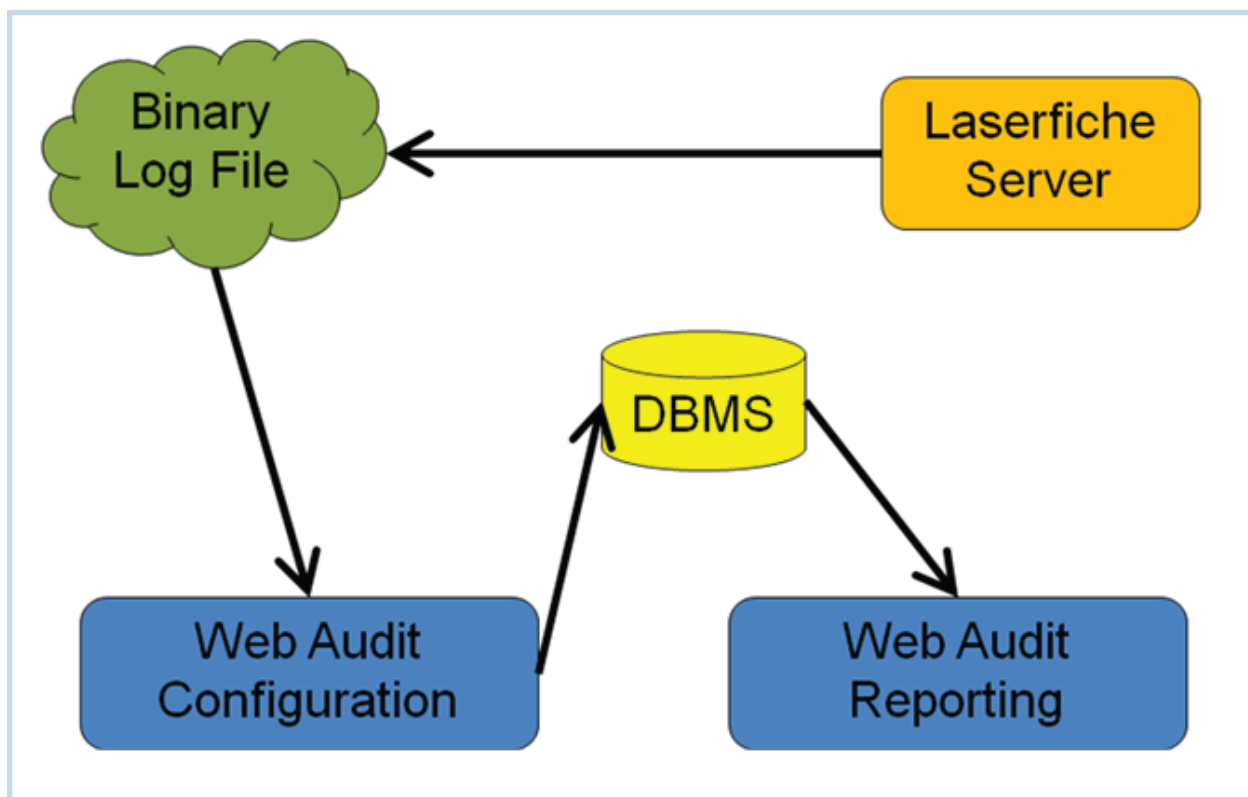 Binary
Log File
Laserfiche
Server
DBMS
Web Audit
Configuration
Web Audit
Reporting